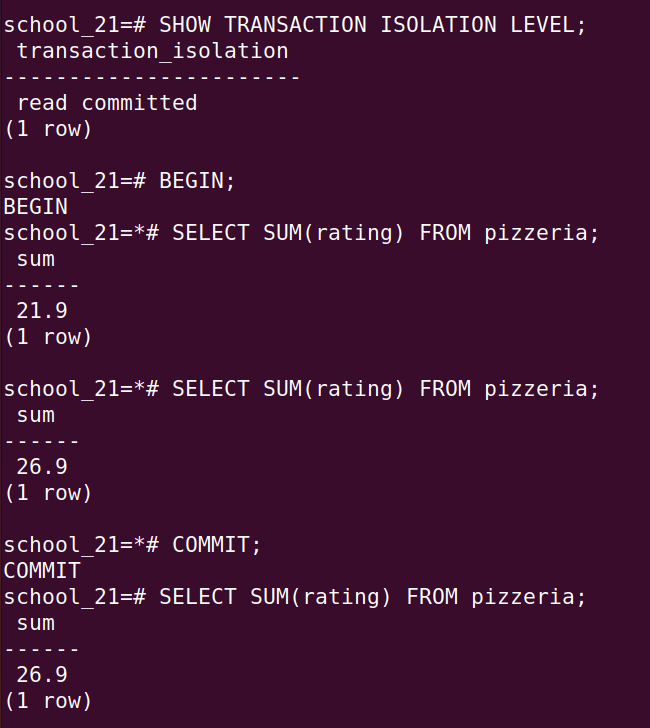 school_21=# SHOW TRANSACTION ISOLATION LEVEL;
 transaction_isolation
-----------------------
 read committed
(1 row)

school_21=# BEGIN;
BEGIN
school_21=*# SELECT SUM(rating) FROM pizzeria;
 sum
------
 21.9
(1 row)

school_21=*# SELECT SUM(rating) FROM pizzeria;
 sum
------
 26.9
(1 row)

school_21=*# COMMIT;
COMMIT
school_21=# SELECT SUM(rating) FROM pizzeria;
 sum
------
 26.9
(1 row)